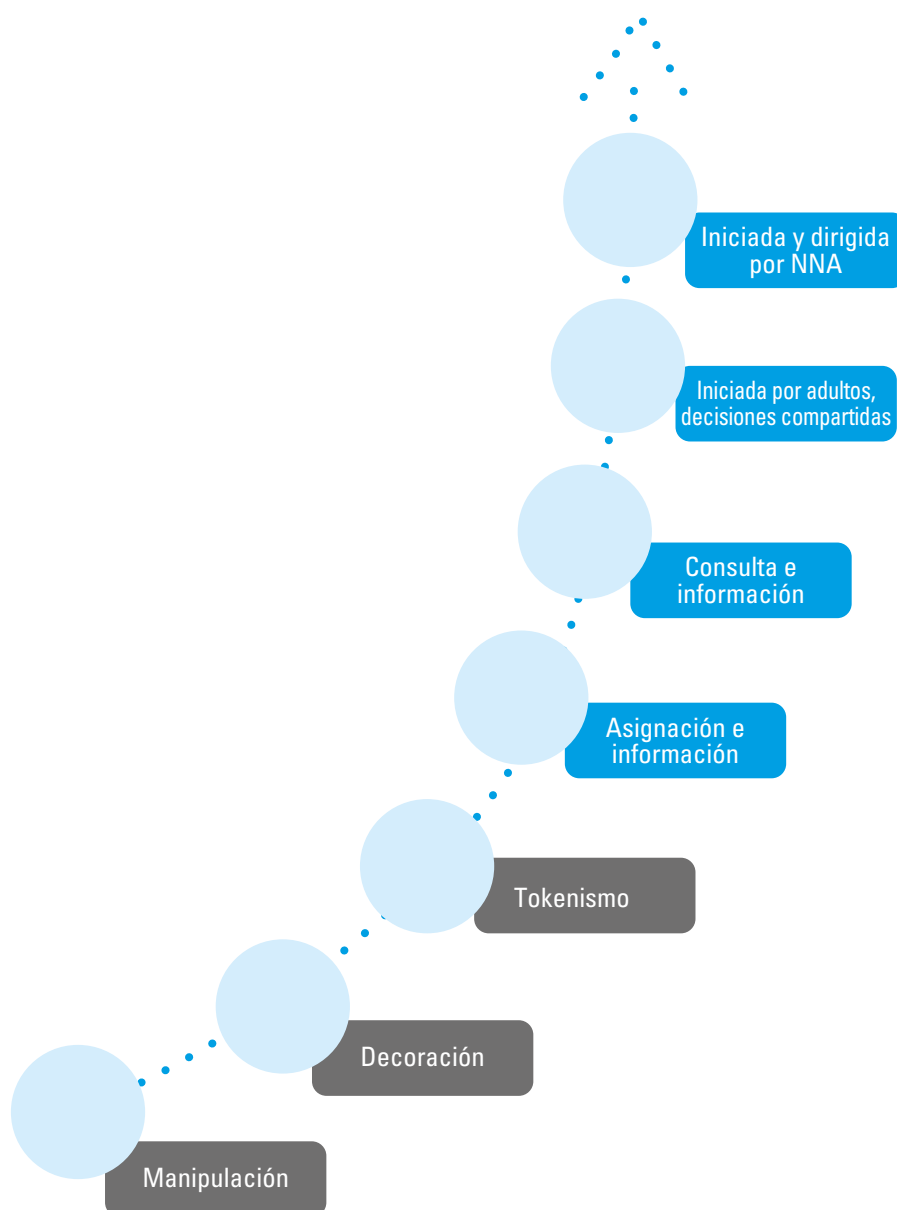 Iniciada y dirigida
por NNA
Iniciada por adultos,
decisiones compartidas
Consulta e
información
Asignación e
información
Tokenismo
Decoración
Manipulación